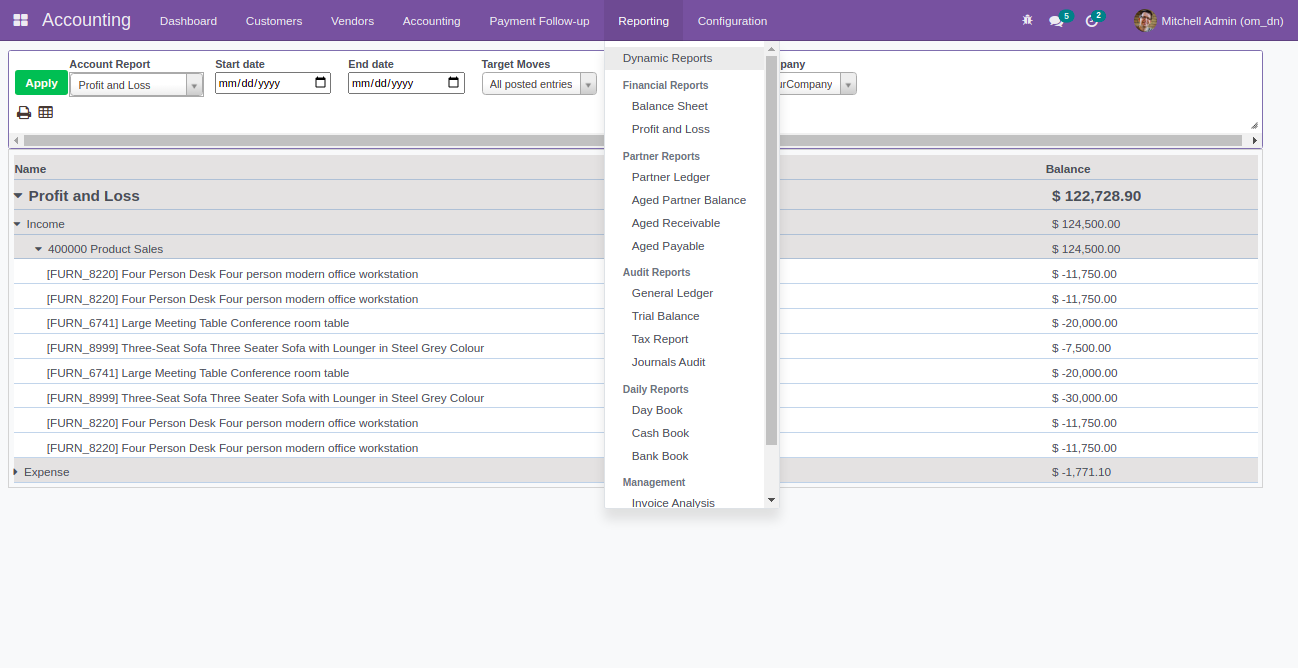 Accounting Dashboard Customers Vendors Accounting Payment Follow-up Reporting Configuration 5 2 Mitchell Admin (om_dn)
Account Report Start date End date Target Moves pany
Apply Profit and Loss mm/dd/yyyy mm/dd/yyyy All posted entries urCompany
Dynamic Reports
Financial Reports
Balance Sheet
Profit and Loss
Partner Reports
Partner Ledger
Aged Partner Balance
Aged Receivable
Aged Payable
Audit Reports
General Ledger
Trial Balance
Tax Report
Journals Audit
Daily Reports
Day Book
Cash Book
Bank Book
Management
Invoice Analysis
Name Balance
Profit and Loss $ 122,728.90
Income $ 124,500.00
400000 Product Sales $ 124,500.00
[FURN_8220] Four Person Desk Four person modern office workstation $ -11,750.00
[FURN_8220] Four Person Desk Four person modern office workstation $ -11,750.00
[FURN_6741] Large Meeting Table Conference room table $ -20,000.00
[FURN_8999] Three-Seat Sofa Three Seater Sofa with Lounger in Steel Grey Colour $ -7,500.00
[FURN_6741] Large Meeting Table Conference room table $ -20,000.00
[FURN_8999] Three-Seat Sofa Three Seater Sofa with Lounger in Steel Grey Colour $ -30,000.00
[FURN_8220] Four Person Desk Four person modern office workstation $ -11,750.00
[FURN_8220] Four Person Desk Four person modern office workstation $ -11,750.00
Expense $ -1,771.10